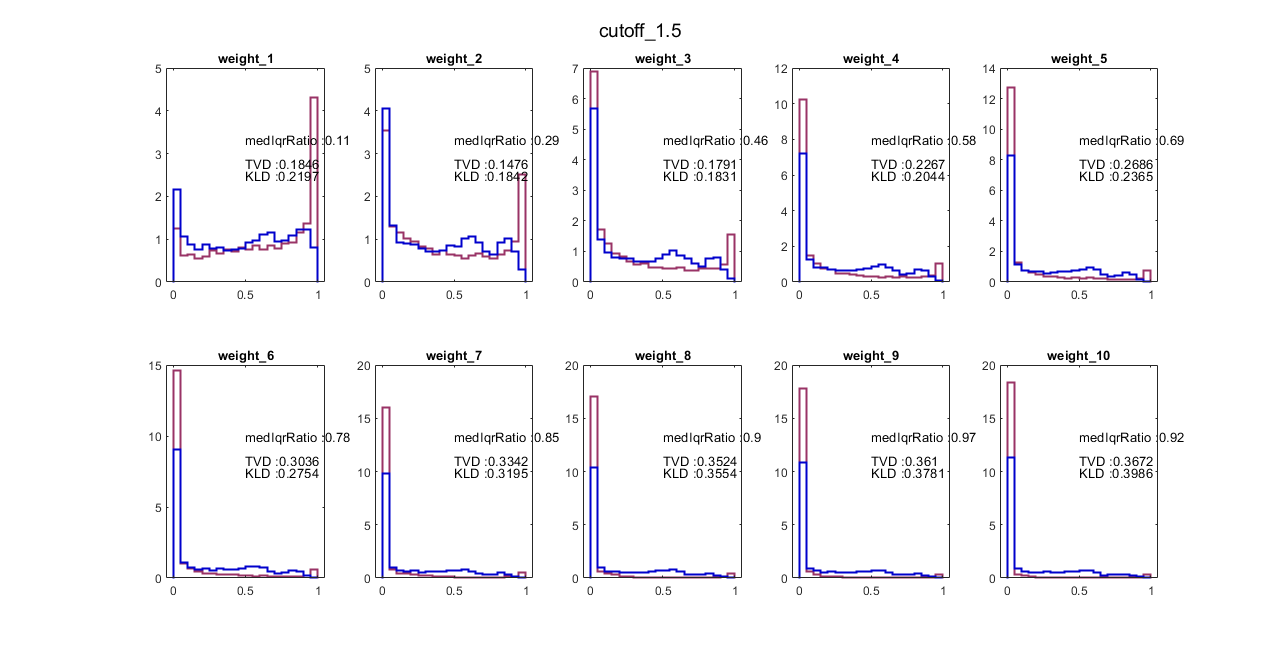 cutoff_1.5
weight_1
5
4
3
2
1
0
0
0.5
1
medIqrRatio :0.11
TVD :0.1846
KLD :0.2197
weight_2
5
4
3
2
1
0
0
0.5
1
medIqrRatio :0.29
TVD :0.1476
KLD :0.1842
weight_3
7
6
5
4
3
2
1
0
0
0.5
1
medIqrRatio :0.46
TVD :0.1791
KLD :0.1831
weight_4
12
10
8
6
4
2
0
0
0.5
1
medIqrRatio :0.58
TVD :0.2267
KLD :0.2044
weight_5
14
12
10
8
6
4
2
0
0
0.5
1
medIqrRatio :0.69
TVD :0.2686
KLD :0.2365
weight_6
15
10
5
0
0
0.5
1
medIqrRatio :0.78
TVD :0.3036
KLD :0.2754
weight_7
20
15
10
5
0
0
0.5
1
medIqrRatio :0.85
TVD :0.3342
KLD :0.3195
weight_8
20
15
10
5
0
0
0.5
1
medIqrRatio :0.9
TVD :0.3524
KLD :0.3554
weight_9
20
15
10
5
0
0
0.5
1
medIqrRatio :0.97
TVD :0.361
KLD :0.3781
weight_10
20
15
10
5
0
0
0.5
1
medIqrRatio :0.92
TVD :0.3672
KLD :0.3986